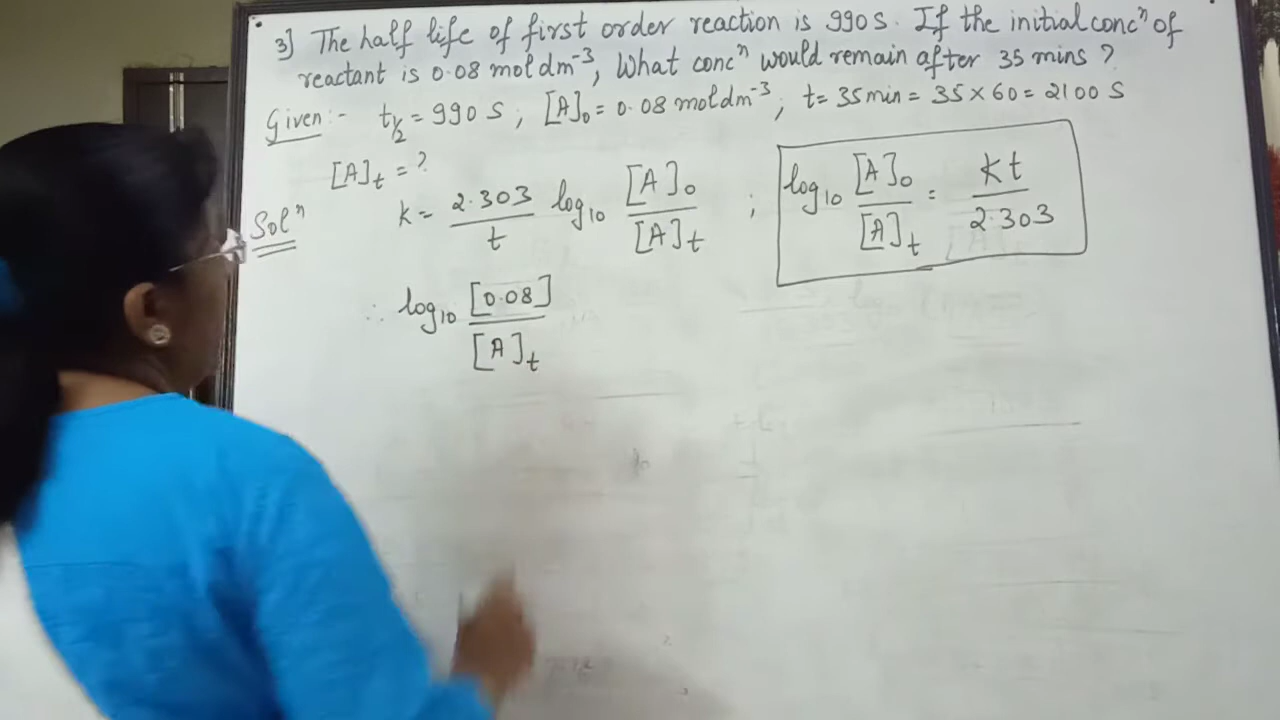 3] The half life of first order reaction is 990 s. If the initial concⁿ of
reactant is 0.08 mol dm⁻³, What concⁿ would remain after 35 mins ?
Given:- t½ = 990 S ; [A]₀ = 0.08 mol dm⁻³ ; t = 35 min = 35 × 60 = 2100 S
[A]t = ?
Solⁿ k = 2.303/t log₁₀ [A]₀/[A]t ; log₁₀ [A]₀/[A]t = kt/2.303
∴ log₁₀ [0.08]/[A]t